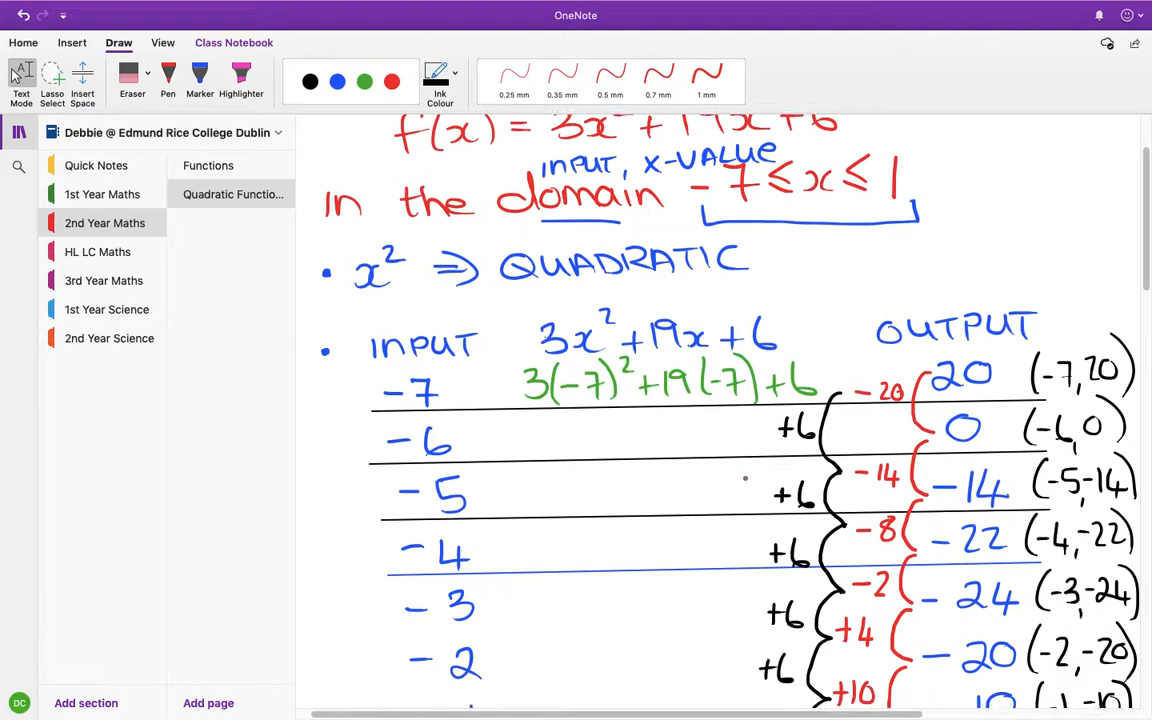 OneNote
Home Insert Draw View Class Notebook
Text Mode Lasso Select Insert Space Eraser Pen Marker Highlighter Ink Colour 0.25 mm 0.35 mm 0.5 mm 0.7 mm 1 mm
Debbie @ Edmund Rice College Dublin
Quick Notes
1st Year Maths
2nd Year Maths
HL LC Maths
3rd Year Maths
1st Year Science
2nd Year Science
Functions
Quadratic Functio...
f(x) = 3x² + 19x + 6
INPUT, X-VALUE
In the domain -7 ≤ x ≤ 1
• x² ⇒ QUADRATIC
• INPUT 3x² + 19x + 6 OUTPUT
-7 3(-7)² + 19(-7) + 6 20 (-7,20)
-20
-6 +6 0 (-6,0)
-14
-5 +6 -14 (-5,-14)
-8
-4 +6 -22 (-4,-22)
-2
-3 +6 -24 (-3,-24)
+4
-2 +6 -20 (-2,-20)
+10
DC Add section Add page